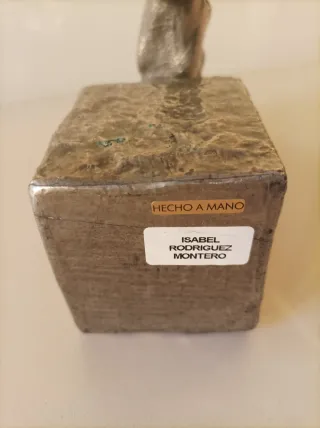 HECHO A MANO
ISABEL
RODRIGUEZ
MONTERO